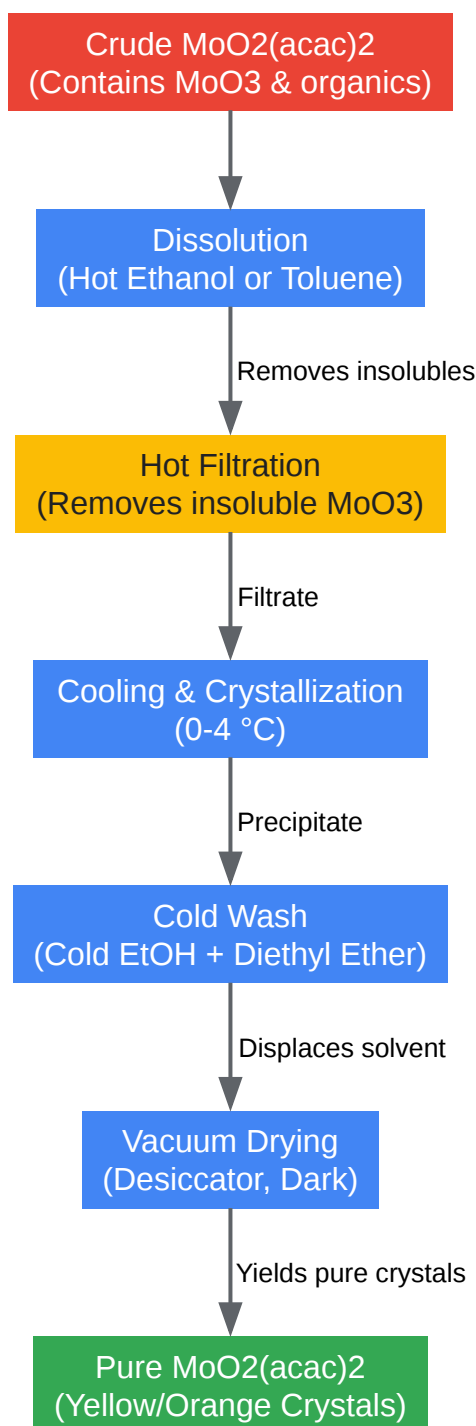 Crude MoO2(acac)2
(Contains MoO3 & organics)
Dissolution
(Hot Ethanol or Toluene)
Removes insolubles
Hot Filtration
(Removes insoluble MoO3)
Filtrate
Cooling & Crystallization
(0-4 °C)
Precipitate
Cold Wash
(Cold EtOH + Diethyl Ether)
Displaces solvent
Vacuum Drying
(Desiccator, Dark)
Yields pure crystals
Pure MoO2(acac)2
(Yellow/Orange Crystals)